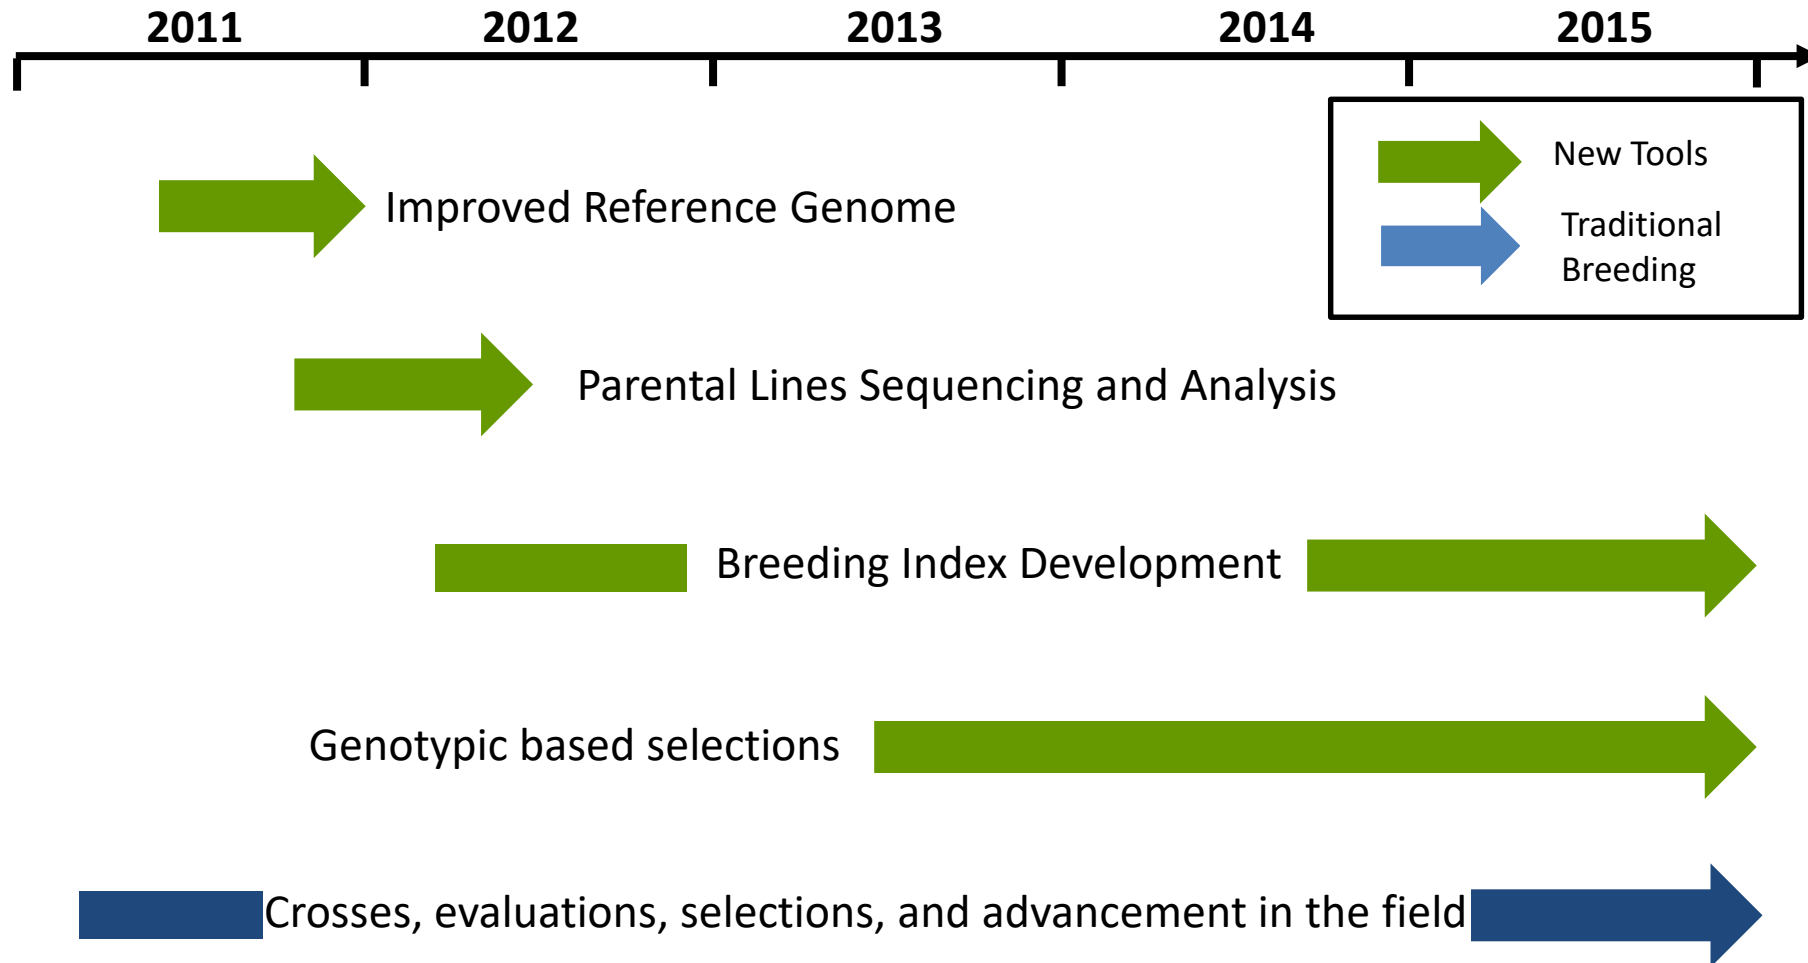 2011 2012 2013 2014 2015
New Tools
Traditional
Breeding
Improved Reference Genome
Parental Lines Sequencing and Analysis
Breeding Index Development
Genotypic based selections
Crosses, evaluations, selections, and advancement in the field